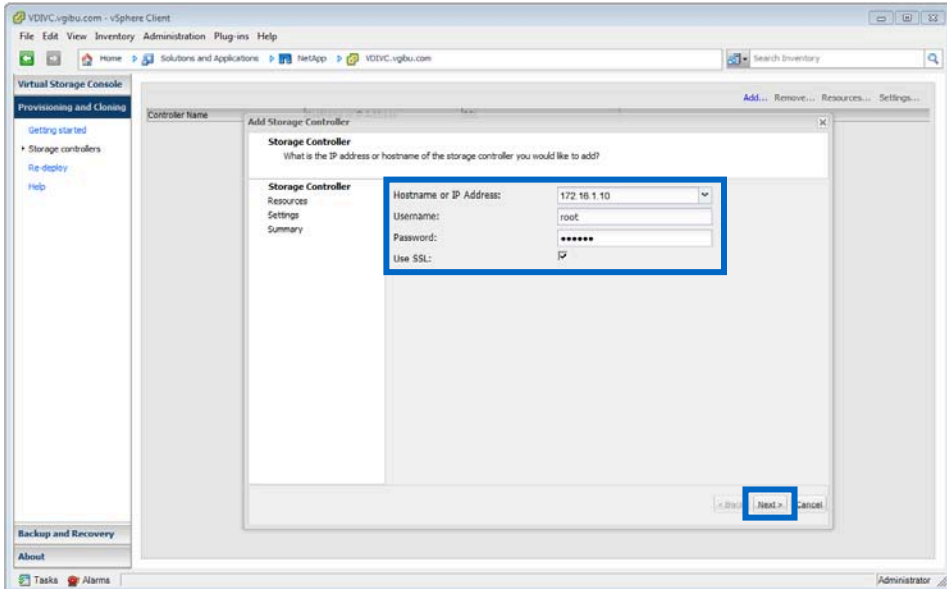 VDIVC.vgibu.com - vSphere Client
File Edit View Inventory Administration Plug-ins Help
Home Solutions and Applications NetApp VDIVC.vgibu.com Search Inventory
Virtual Storage Console
Add... Remove... Resources... Settings...
Provisioning and Cloning
Controller Name
Getting started
Storage controllers
Re-deploy
Help
Add Storage Controller
Storage Controller
What is the IP address or hostname of the storage controller you would like to add?
Storage Controller
Resources
Settings
Summary
Hostname or IP Address: 172.16.1.10
Username: root
Password: ••••••
Use SSL:
< Back Next > Cancel
Backup and Recovery
About
Tasks Alarms Administrator